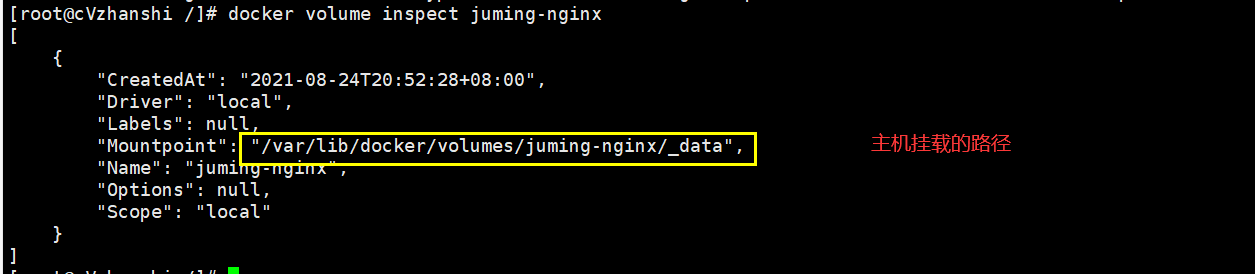 [root@cVzhanshi /]# docker volume inspect juming-nginx
[
    {
        "CreatedAt": "2021-08-24T20:52:28+08:00",
        "Driver": "local",
        "Labels": null,
        "Mountpoint": "/var/lib/docker/volumes/juming-nginx/_data",
主机挂载的路径
        "Name": "juming-nginx",
        "Options": null,
        "Scope": "local"
    }
]